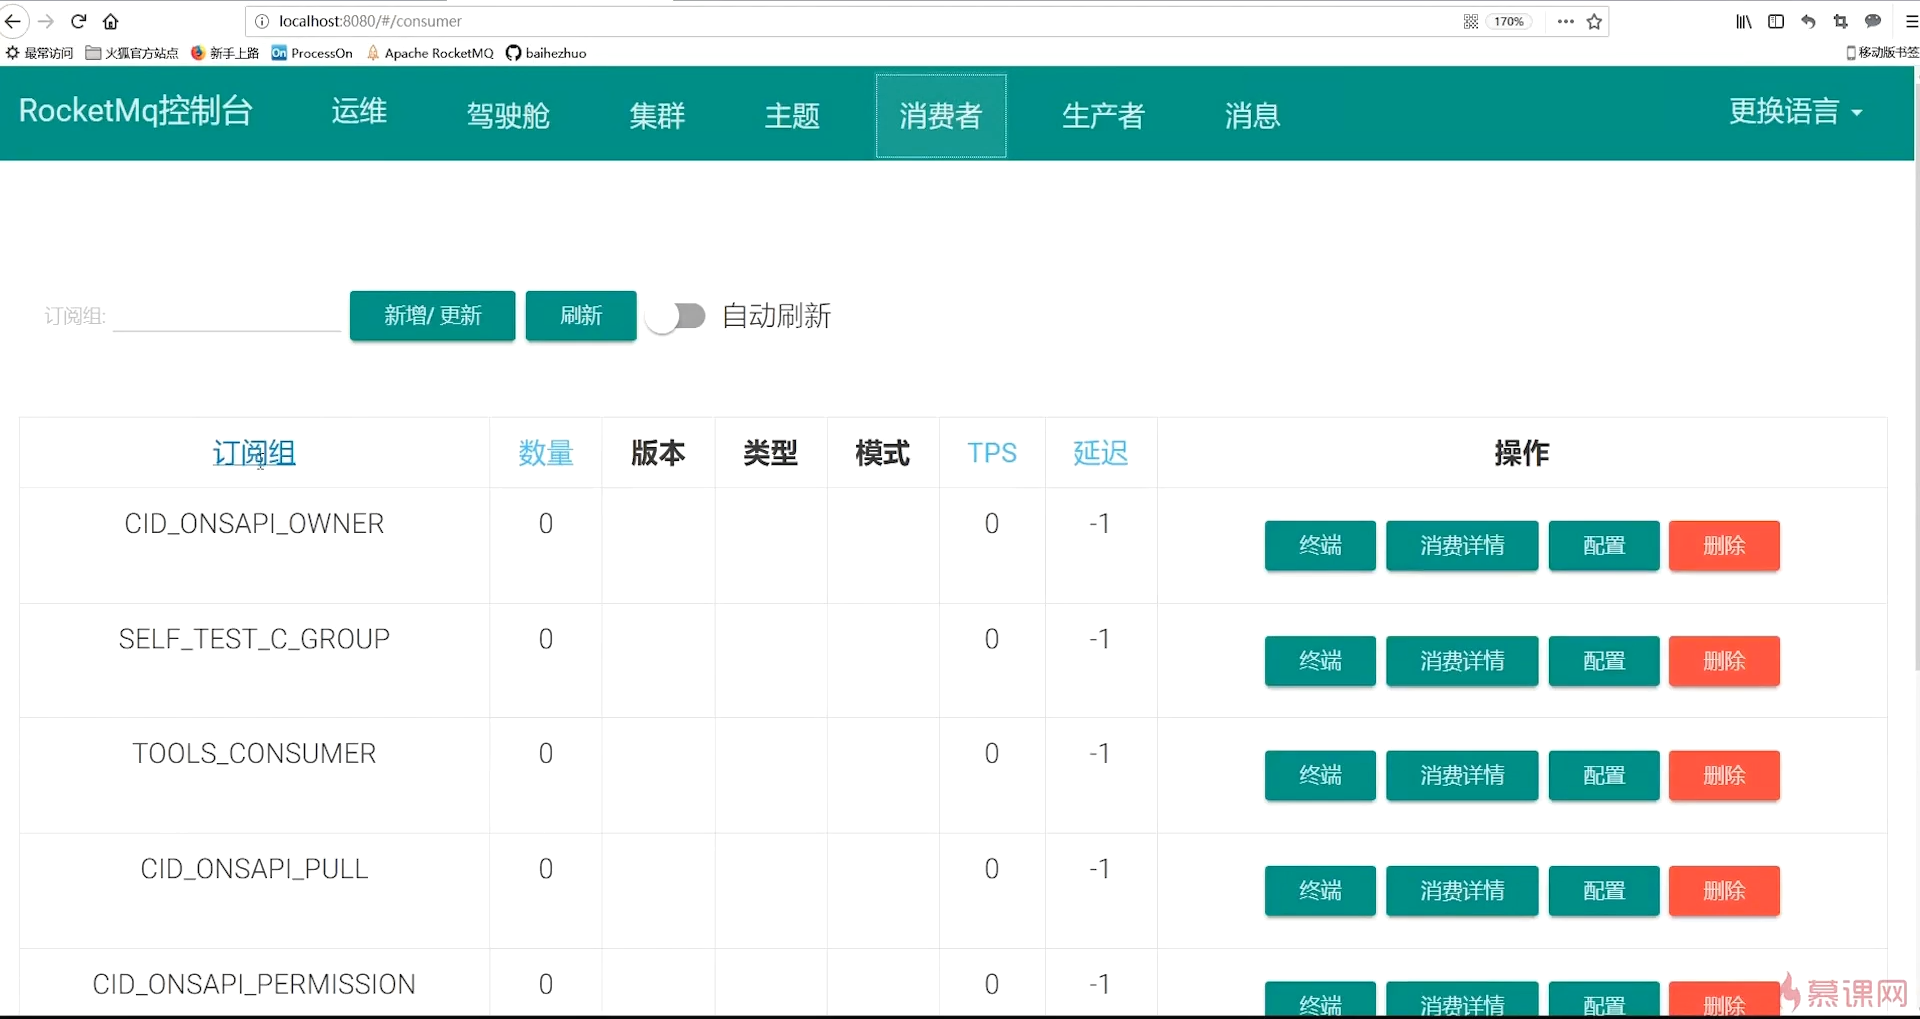 localhost:8080/#/consumer 170%
最常访问 火狐官方站点 新手上路 On ProcessOn Apache RocketMQ baihezhuo 移动版书签
RocketMq控制台 运维 驾驶舱 集群 主题 消费者 生产者 消息 更换语言
订阅组: 新增/ 更新 刷新 自动刷新
订阅组 数量 版本 类型 模式 TPS 延迟 操作
CID_ONSAPI_OWNER 0 0 -1 终端 消费详情 配置 删除
SELF_TEST_C_GROUP 0 0 -1 终端 消费详情 配置 删除
TOOLS_CONSUMER 0 0 -1 终端 消费详情 配置 删除
CID_ONSAPI_PULL 0 0 -1 终端 消费详情 配置 删除
CID_ONSAPI_PERMISSION 0 0 -1 终端 消费详情 配置 删除
慕课网